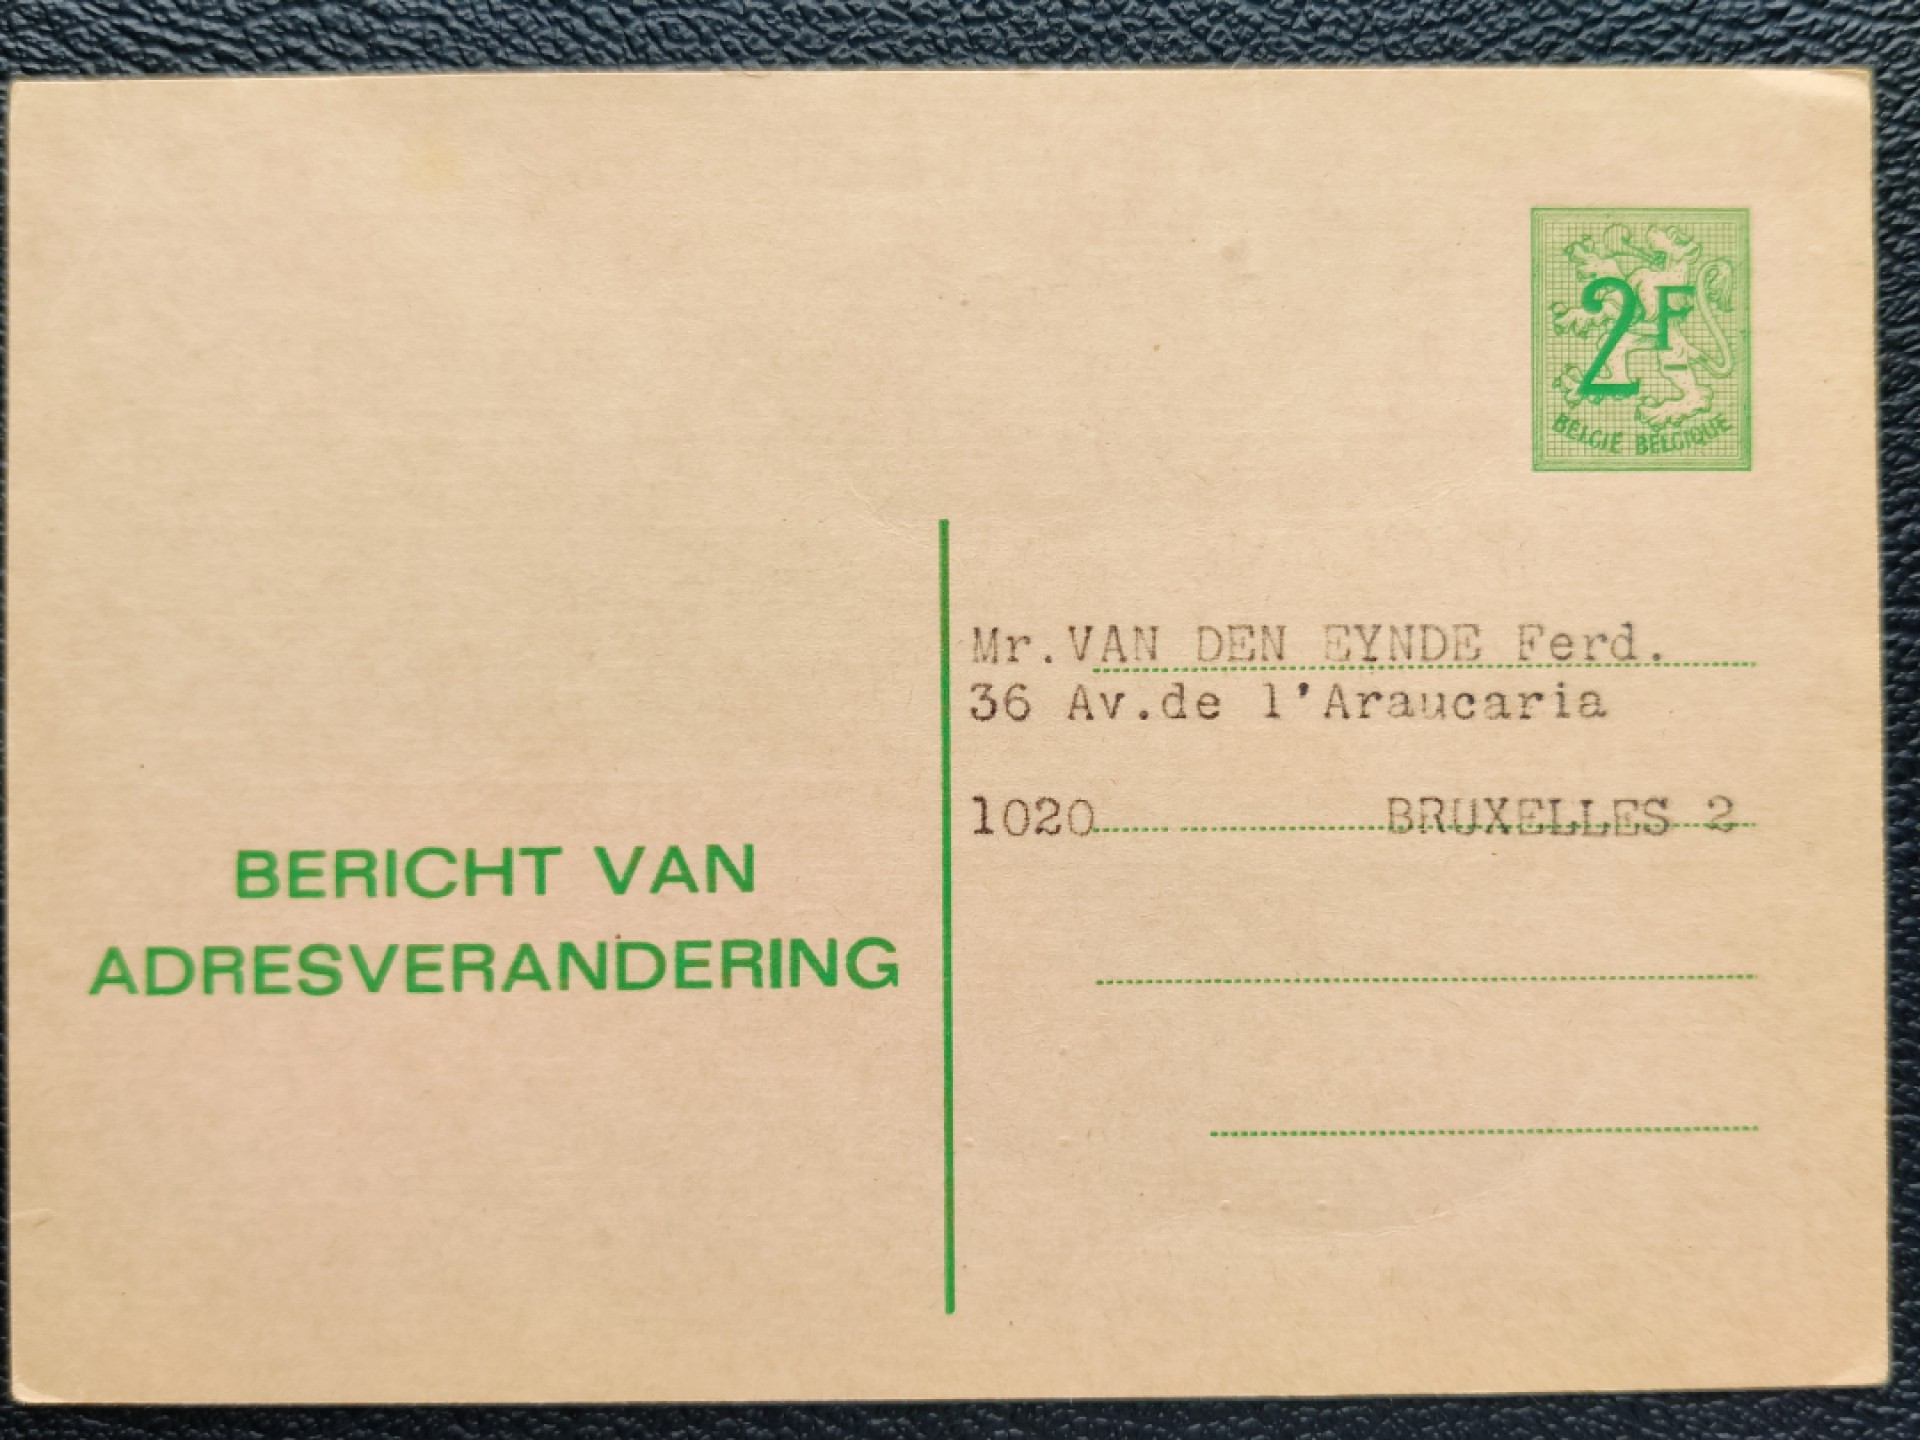 2F
BELGIE BELGIQUE
Mr.VAN DEN EYNDE Ferd.
36 Av.de l'Araucaria
1020 BRUXELLES 2
BERICHT VAN
ADRESVERANDERING